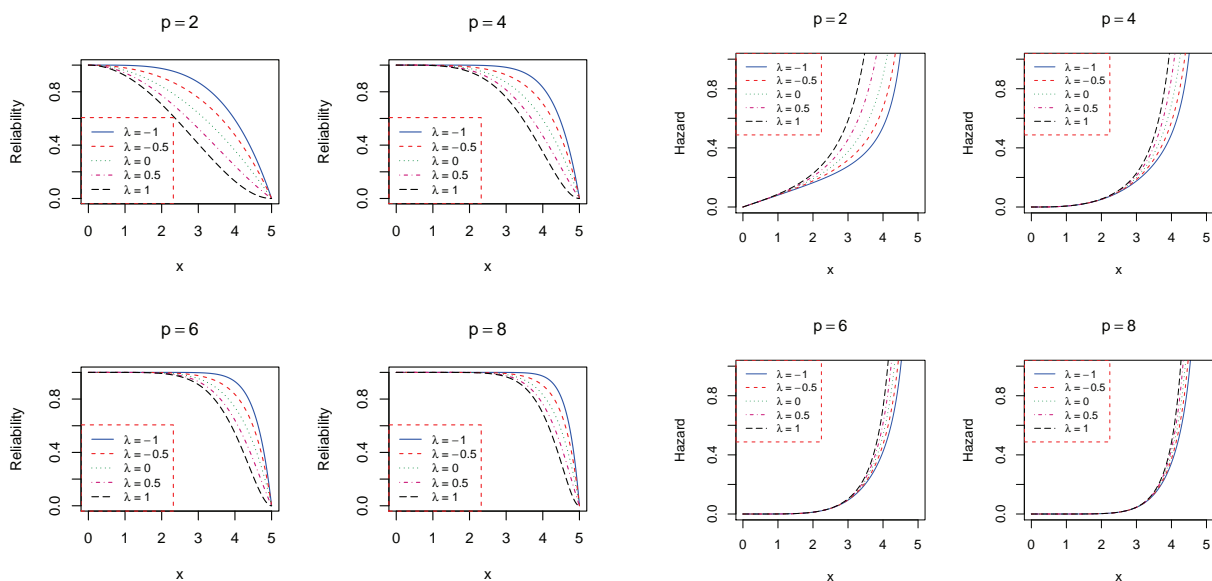 p = 2
Reliability
0.0 0.4 0.8
λ = −1
λ = −0.5
λ = 0
λ = 0.5
λ = 1
0 1 2 3 4 5
x
p = 4
Reliability
0.0 0.4 0.8
λ = −1
λ = −0.5
λ = 0
λ = 0.5
λ = 1
0 1 2 3 4 5
x
p = 2
Hazard
0.0 0.4 0.8
λ = −1
λ = −0.5
λ = 0
λ = 0.5
λ = 1
0 1 2 3 4 5
x
p = 4
Hazard
0.0 0.4 0.8
λ = −1
λ = −0.5
λ = 0
λ = 0.5
λ = 1
0 1 2 3 4 5
x
p = 6
Reliability
0.0 0.4 0.8
λ = −1
λ = −0.5
λ = 0
λ = 0.5
λ = 1
0 1 2 3 4 5
x
p = 8
Reliability
0.0 0.4 0.8
λ = −1
λ = −0.5
λ = 0
λ = 0.5
λ = 1
0 1 2 3 4 5
x
p = 6
Hazard
0.0 0.4 0.8
λ = −1
λ = −0.5
λ = 0
λ = 0.5
λ = 1
0 1 2 3 4 5
x
p = 8
Hazard
0.0 0.4 0.8
λ = −1
λ = −0.5
λ = 0
λ = 0.5
λ = 1
0 1 2 3 4 5
x